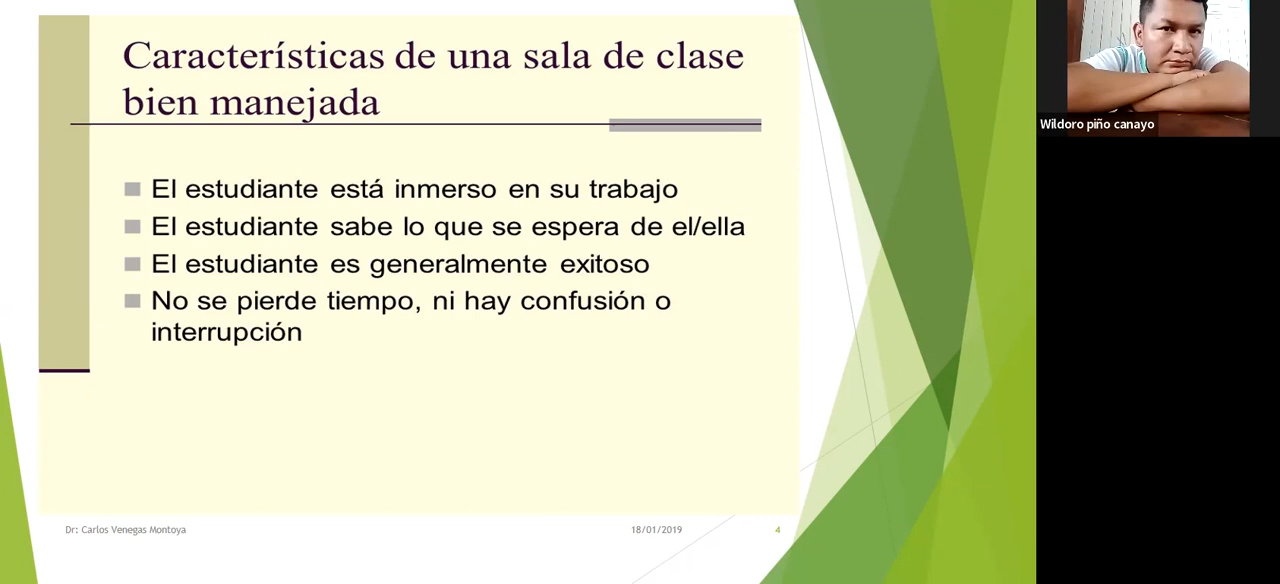 Características de una sala de clase
bien manejada
El estudiante está inmerso en su trabajo
El estudiante sabe lo que se espera de el/ella
El estudiante es generalmente exitoso
No se pierde tiempo, ni hay confusión o
interrupción
Dr: Carlos Venegas Montoya
18/01/2019
4
Wildoro piño canayo